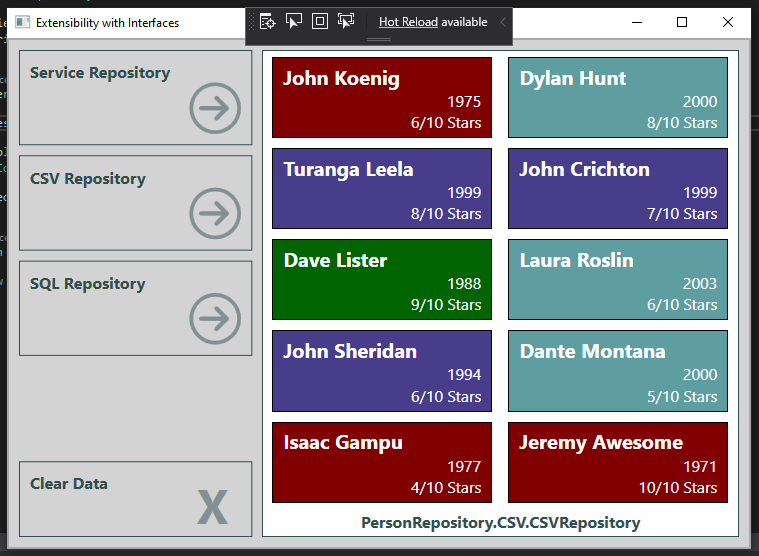 Extensibility with Interfaces
Hot Reload available
Service Repository
CSV Repository
SQL Repository
Clear Data
X
John Koenig
1975
6/10 Stars
Dylan Hunt
2000
8/10 Stars
Turanga Leela
1999
8/10 Stars
John Crichton
1999
7/10 Stars
Dave Lister
1988
9/10 Stars
Laura Roslin
2003
6/10 Stars
John Sheridan
1994
6/10 Stars
Dante Montana
2000
5/10 Stars
Isaac Gampu
1977
4/10 Stars
Jeremy Awesome
1971
10/10 Stars
PersonRepository.CSV.CSVRepository